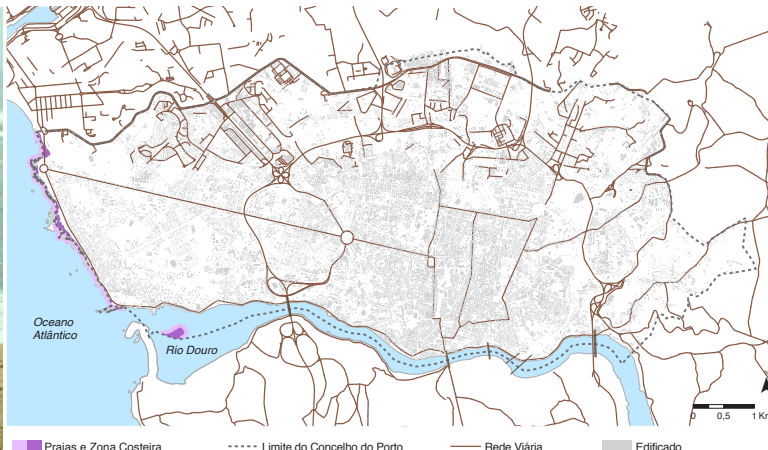 Oceano
Atlântico
Rio Douro
0 0,5 1 Km
Praias e Zona Costeira
Limite do Concelho do Porto
Rede Viária
Edificado